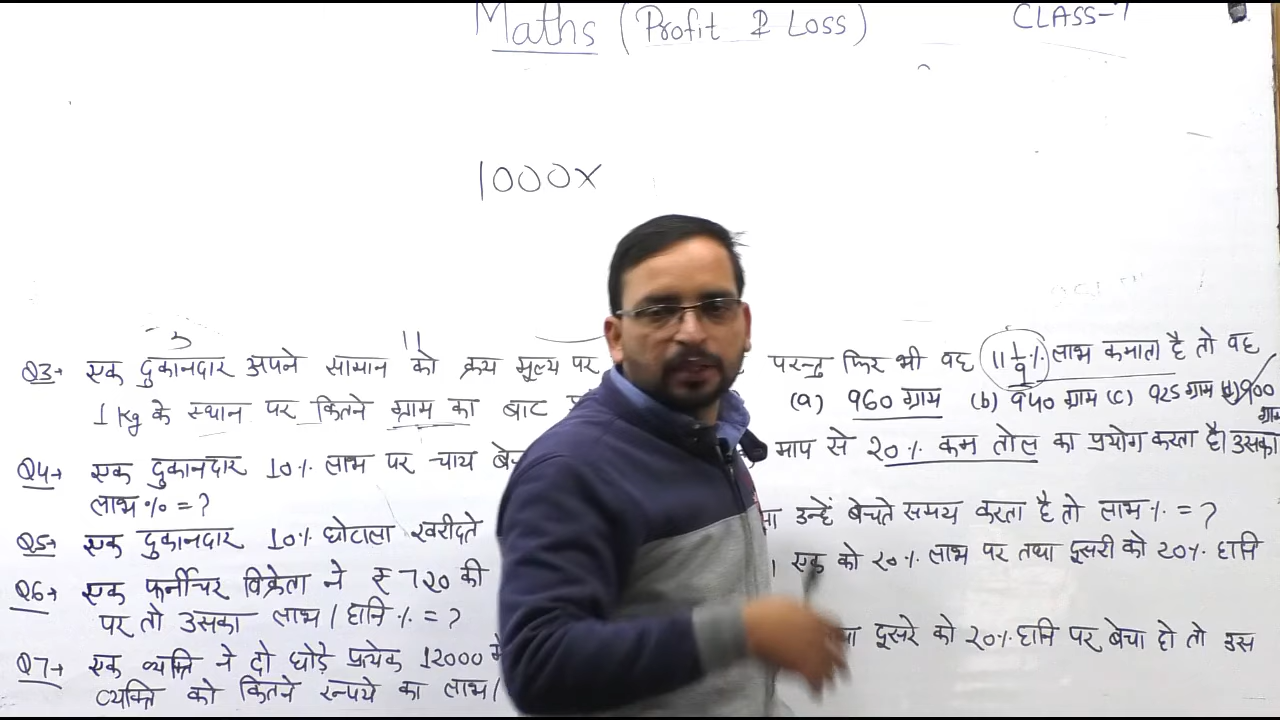 Maths (Profit & Loss) CLASS-7
1000x
Q3→ एक दुकानदार अपने सामान को क्रय मूल्य पर परन्तु फिर भी वह 11 1/9 % लाभ कमाता है तो वह
1 Kg के स्थान पर कितने ग्राम का बाट (a) 960 ग्राम (b) 940 ग्राम (c) 925 ग्राम (d) 900 ग्राम
Q4→ एक दुकानदार 10% लाभ पर चाय माप से 20% कम तोल का प्रयोग करता है। उसका
लाभ % = ?
Q5→ एक दुकानदार 10% घोटाला खरीदते उन्हें बेचते समय करता है तो लाभ % = ?
Q6→ एक फर्नीचर विक्रेता ने ₹720 की एक को 20% लाभ पर तथा दूसरी को 20% हानि
पर तो उसका लाभ / हानि % = ?
Q7→ एक व्यक्ति ने दो घोड़े प्रत्येक 12000 में दूसरे को 20% हानि पर बेचा हो तो उस
व्यक्ति को कितने रुपये का लाभ /